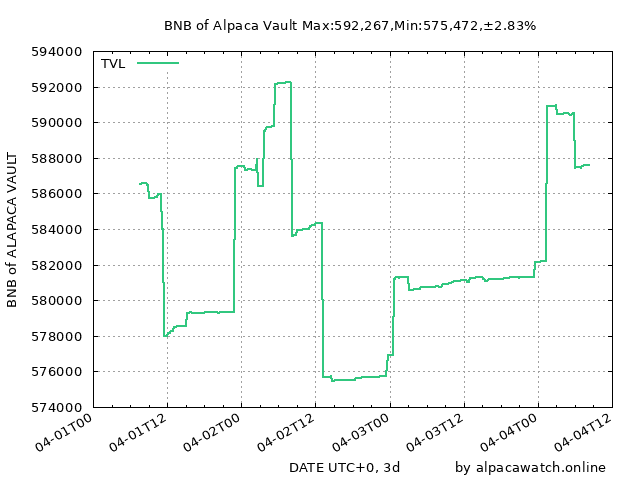 BNB of Alpaca Vault Max:592,267,Min:575,472,±2.83%
TVL
594000
592000
590000
588000
586000
584000
582000
580000
578000
576000
574000
BNB of ALAPACA VAULT
04-01T00
04-01T12
04-02T00
04-02T12
04-03T00
04-03T12
04-04T00
04-04T12
DATE UTC+0, 3d
by alpacawatch.online